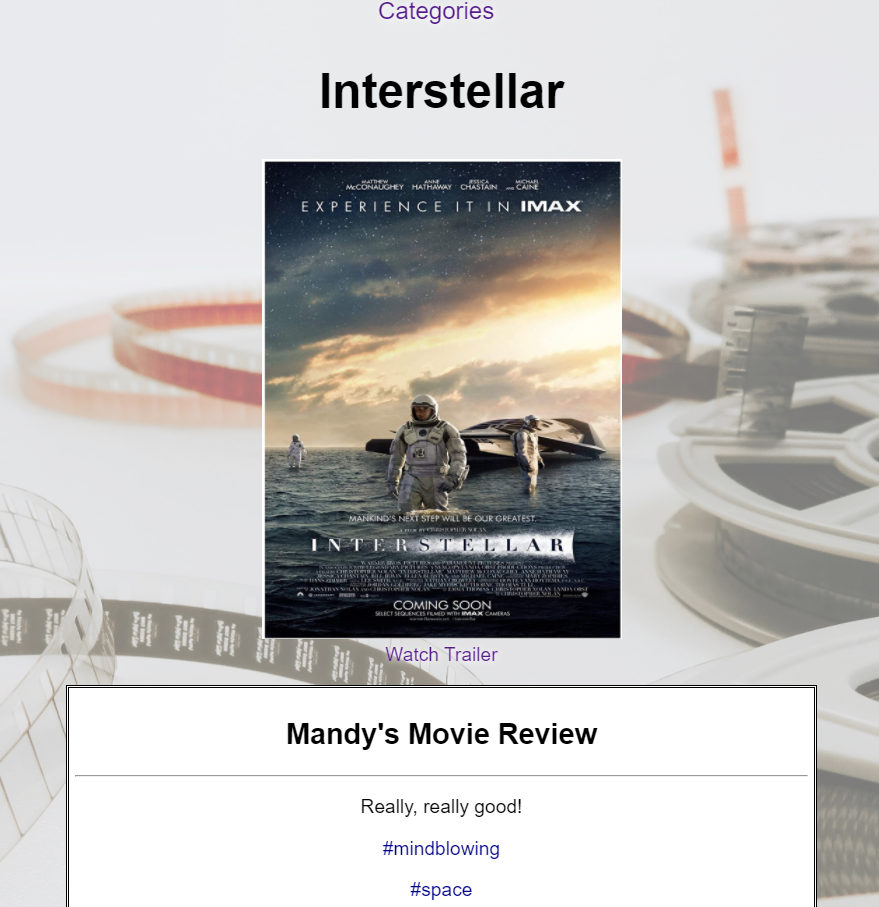 Categories
Interstellar
MATTHEW McCONAUGHEY ANNE HATHAWAY JESSICA CHASTAIN AND MICHAEL CAINE
EXPERIENCE IT IN IMAX
MANKIND'S NEXT STEP WILL BE OUR GREATEST.
A FILM BY CHRISTOPHER NOLAN
INTERSTELLAR
COMING SOON
SELECT SEQUENCES FILMED WITH IMAX CAMERAS
Watch Trailer
Mandy's Movie Review
Really, really good!
#mindblowing
#space